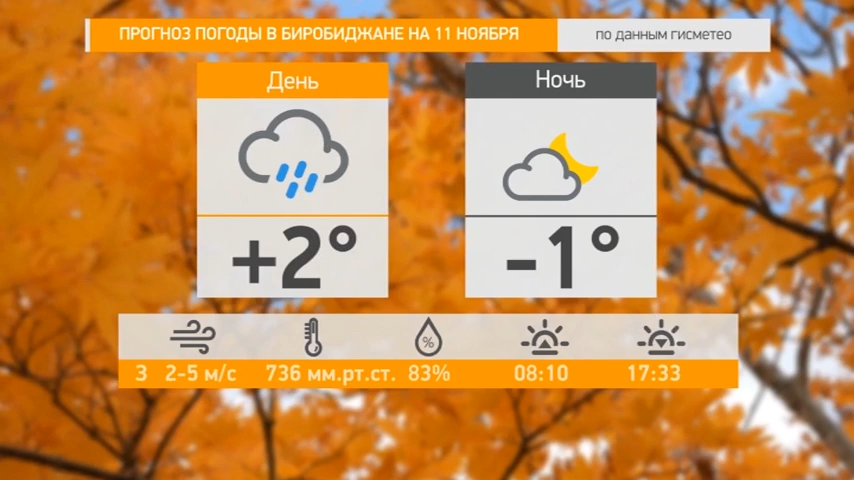 ПРОГНОЗ ПОГОДЫ В БИРОБИДЖАНЕ НА 11 НОЯБРЯ
по данным гисметео
День
Ночь
+2°
-1°
%
З 2-5 м/с 736 мм.рт.ст. 83% 08:10 17:33